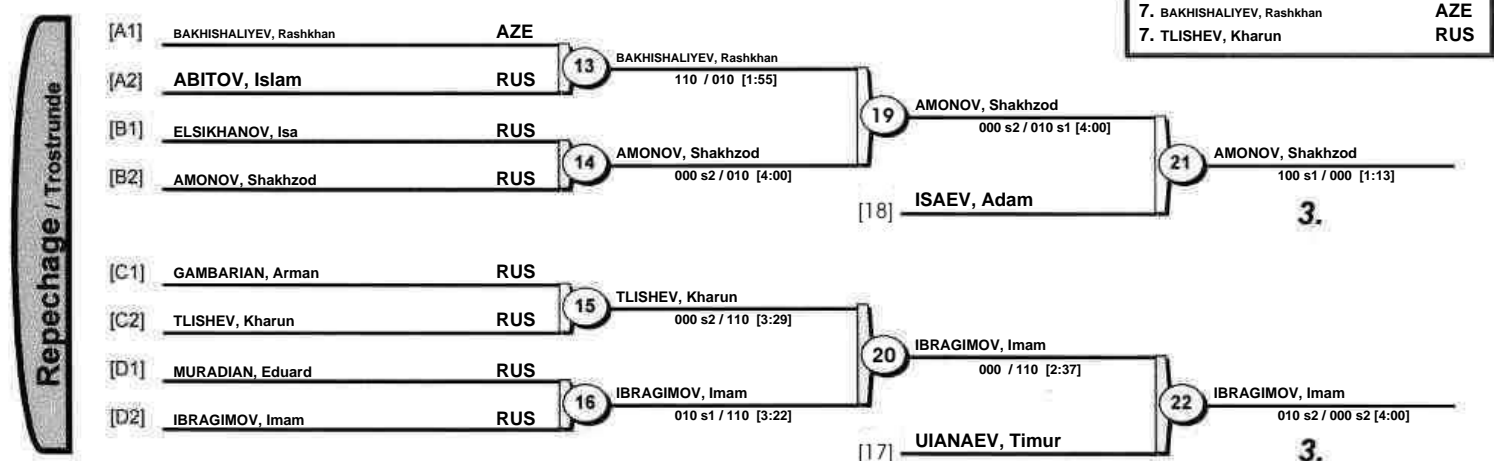 7. BAKHISHALIYEV, Rashkhan AZE
7. TLISHEV, Kharun RUS
Repechage / Trostrunde
[A1] BAKHISHALIYEV, Rashkhan AZE
13 BAKHISHALIYEV, Rashkhan
110 / 010 [1:55]
[A2] ABITOV, Islam RUS
19 AMONOV, Shakhzod
000 s2 / 010 s1 [4:00]
[B1] ELSIKHANOV, Isa RUS
14 AMONOV, Shakhzod
000 s2 / 010 [4:00]
[B2] AMONOV, Shakhzod RUS
21 AMONOV, Shakhzod
100 s1 / 000 [1:13]
[18] ISAEV, Adam
3.
[C1] GAMBARIAN, Arman RUS
15 TLISHEV, Kharun
000 s2 / 110 [3:29]
[C2] TLISHEV, Kharun RUS
20 IBRAGIMOV, Imam
000 / 110 [2:37]
[D1] MURADIAN, Eduard RUS
16 IBRAGIMOV, Imam
010 s1 / 110 [3:22]
[D2] IBRAGIMOV, Imam RUS
22 IBRAGIMOV, Imam
010 s2 / 000 s2 [4:00]
[17] UIANAEV, Timur
3.